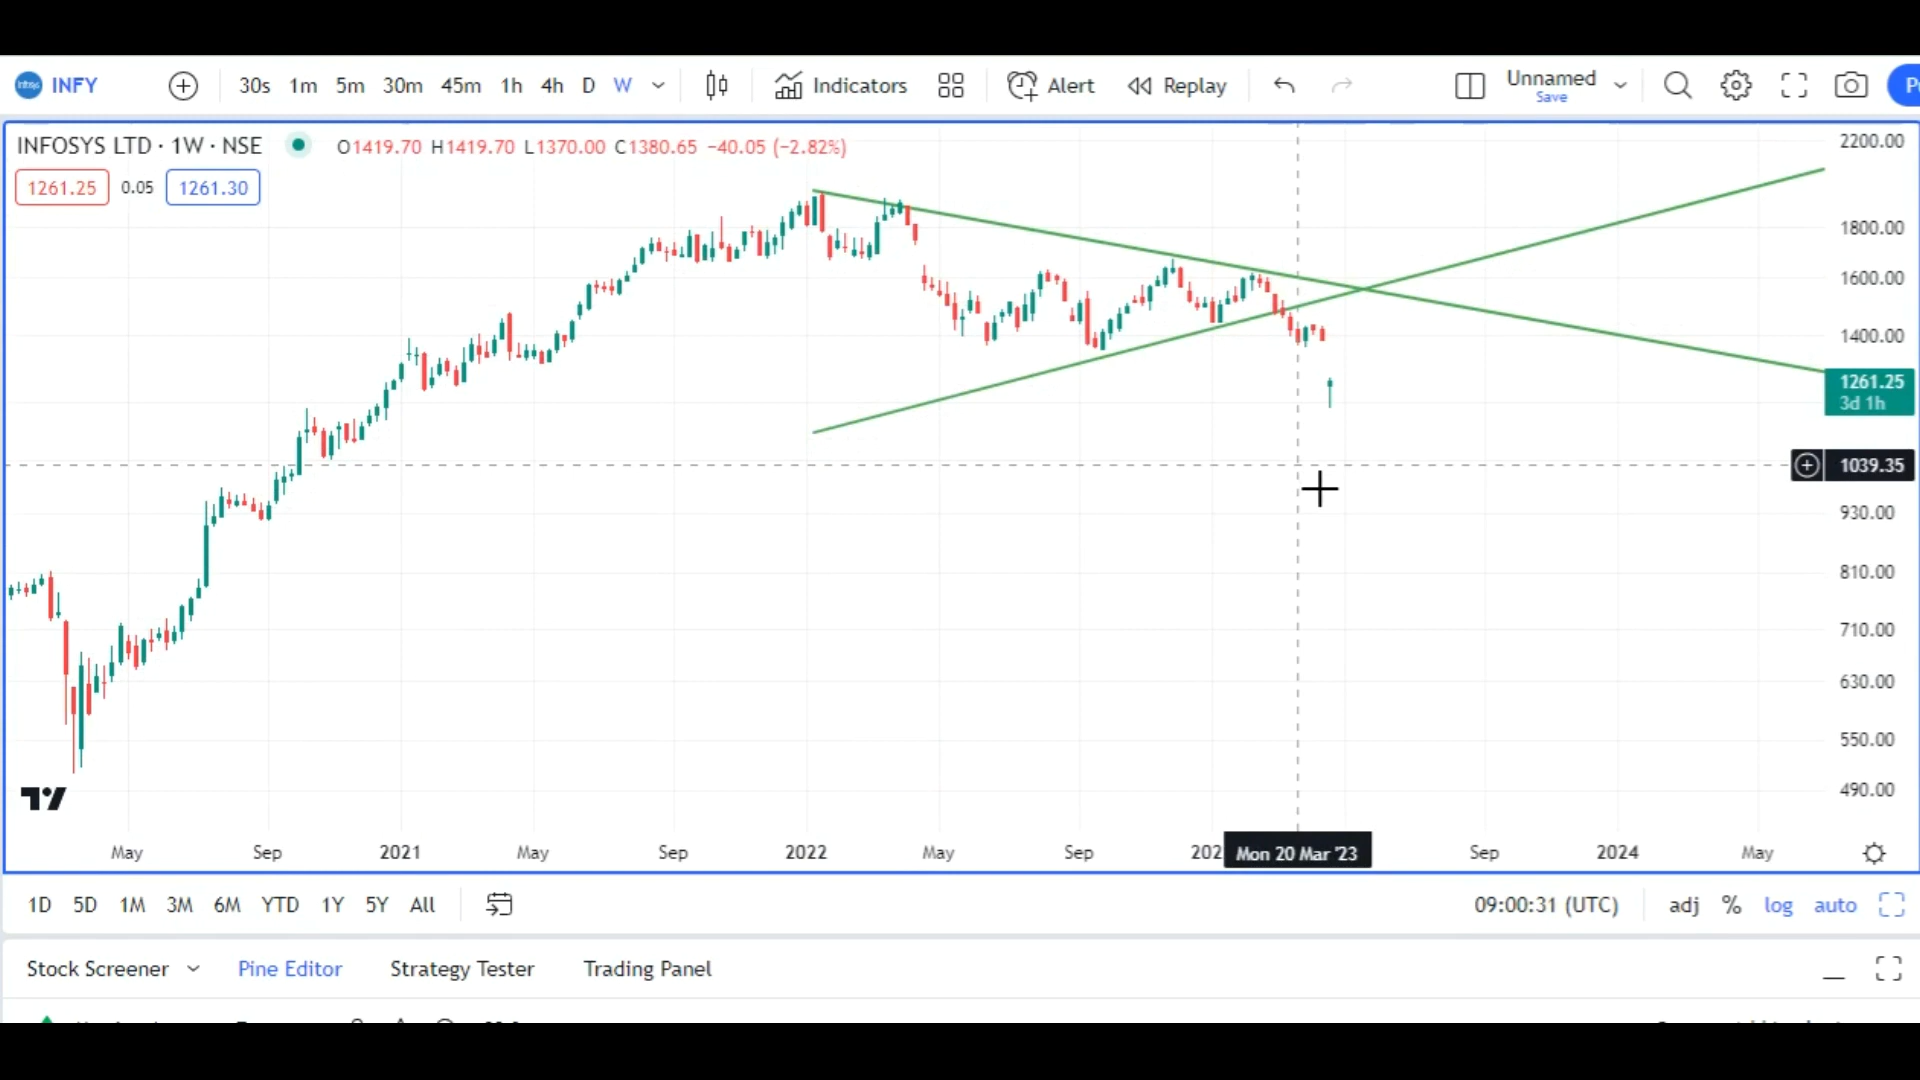 INFY 30s 1m 5m 30m 45m 1h 4h D W Indicators Alert Replay Unnamed
Save
INFOSYS LTD · 1W · NSE O1419.70 H1419.70 L1370.00 C1380.65 −40.05 (−2.82%)
1261.25 0.05 1261.30
2200.00
1800.00
1600.00
1400.00
1261.25
3d 1h
1039.35
930.00
810.00
710.00
630.00
550.00
490.00
May Sep 2021 May Sep 2022 May Sep 202 Mon 20 Mar '23 Sep 2024 May
1D 5D 1M 3M 6M YTD 1Y 5Y All 09:00:31 (UTC) adj % log auto
Stock Screener Pine Editor Strategy Tester Trading Panel